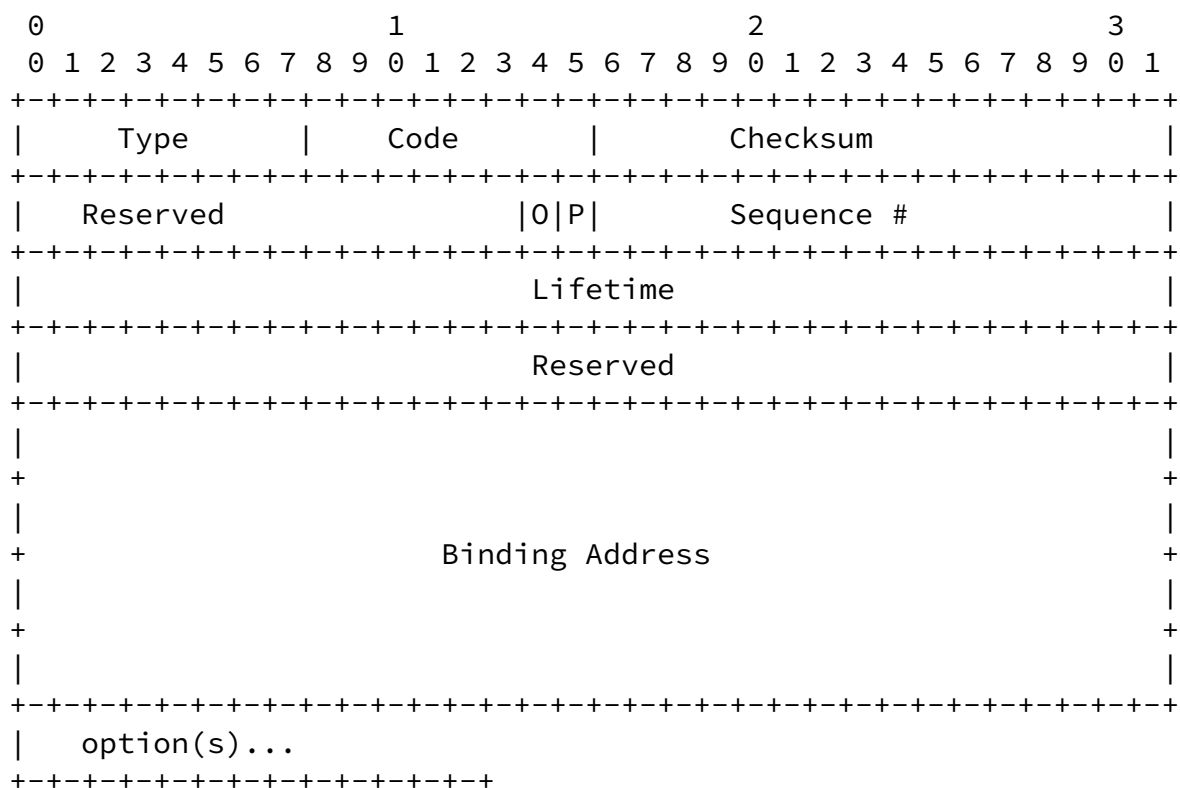 0                   1                   2                   3
 0 1 2 3 4 5 6 7 8 9 0 1 2 3 4 5 6 7 8 9 0 1 2 3 4 5 6 7 8 9 0 1
+-+-+-+-+-+-+-+-+-+-+-+-+-+-+-+-+-+-+-+-+-+-+-+-+-+-+-+-+-+-+-+-+
|     Type      |    Code       |       Checksum                |
+-+-+-+-+-+-+-+-+-+-+-+-+-+-+-+-+-+-+-+-+-+-+-+-+-+-+-+-+-+-+-+-+
|   Reserved                |O|P|       Sequence #              |
+-+-+-+-+-+-+-+-+-+-+-+-+-+-+-+-+-+-+-+-+-+-+-+-+-+-+-+-+-+-+-+-+
|                            Lifetime                           |
+-+-+-+-+-+-+-+-+-+-+-+-+-+-+-+-+-+-+-+-+-+-+-+-+-+-+-+-+-+-+-+-+
|                            Reserved                           |
+-+-+-+-+-+-+-+-+-+-+-+-+-+-+-+-+-+-+-+-+-+-+-+-+-+-+-+-+-+-+-+-+
|                                                               |
+                                                               +
|                                                               |
+                       Binding Address                         +
|                                                               |
+                                                               +
|                                                               |
+-+-+-+-+-+-+-+-+-+-+-+-+-+-+-+-+-+-+-+-+-+-+-+-+-+-+-+-+-+-+-+-+
|   option(s)...
+-+-+-+-+-+-+-+-+-+-+-+-+-+